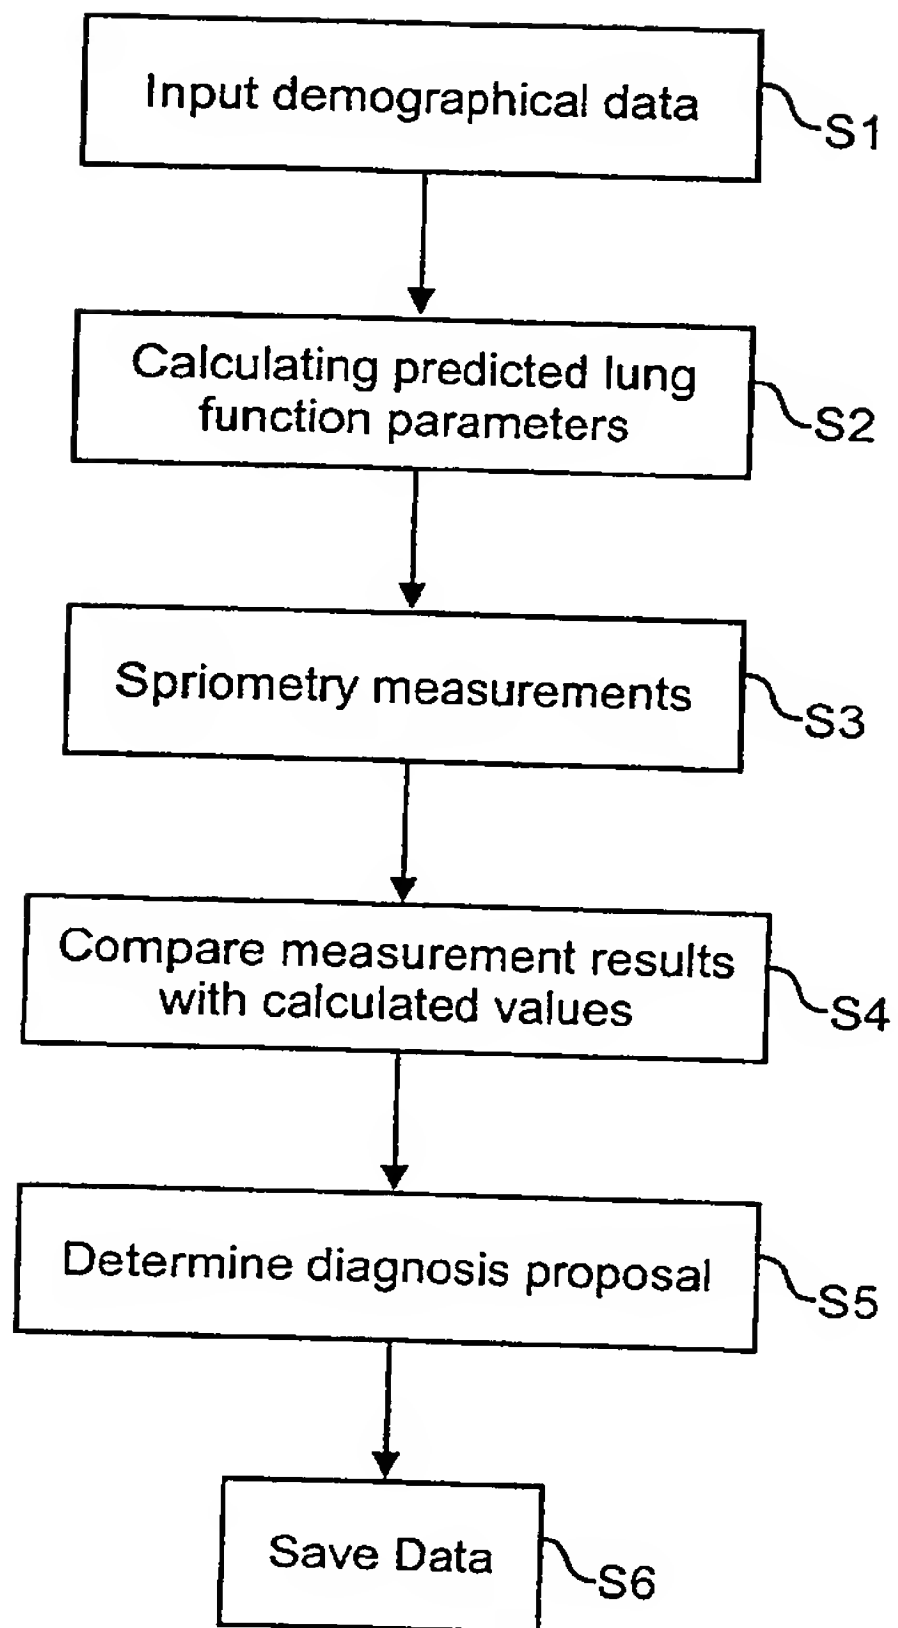 Input demographical data
S1
Calculating predicted lung
function parameters
S2
Spriometry measurements
S3
Compare measurement results
with calculated values
S4
Determine diagnosis proposal
S5
Save Data
S6